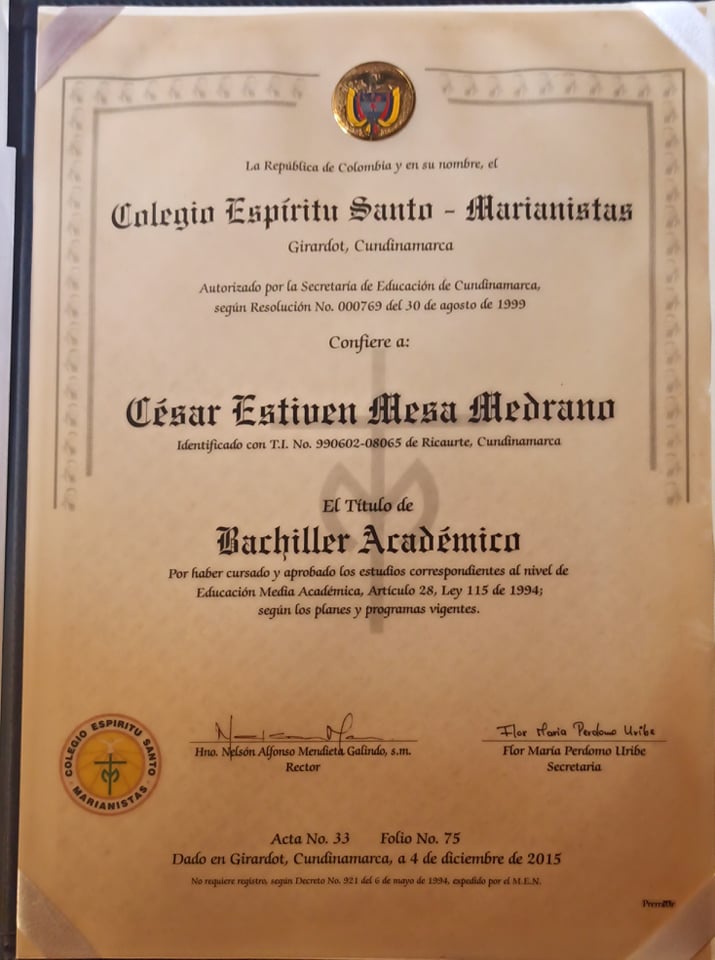 La República de Colombia y en su nombre, el
Colegio Espíritu Santo - Marianistas
Girardot, Cundinamarca
Autorizado por la Secretaría de Educación de Cundinamarca,
según Resolución No. 000769 del 30 de agosto de 1999
Confiere a:
César Estiven Mesa Medrano
Identificado con T.I. No. 990602-08065 de Ricaurte, Cundinamarca
El Título de
Bachiller Académico
Por haber cursado y aprobado los estudios correspondientes al nivel de
Educación Media Académica, Artículo 28, Ley 115 de 1994;
según los planes y programas vigentes.
Flor Maria Perdomo Uribe
Hno. Nelsón Alfonso Mendieta Galindo, s.m.
Rector
Flor María Perdomo Uribe
Secretaria
COLEGIO ESPIRITU SANTO
MARIANISTAS
Acta No. 33 Folio No. 75
Dado en Girardot, Cundinamarca, a 4 de diciembre de 2015
No requiere registro, según Decreto No. 921 del 6 de mayo de 1994, expedido por el M.E.N.